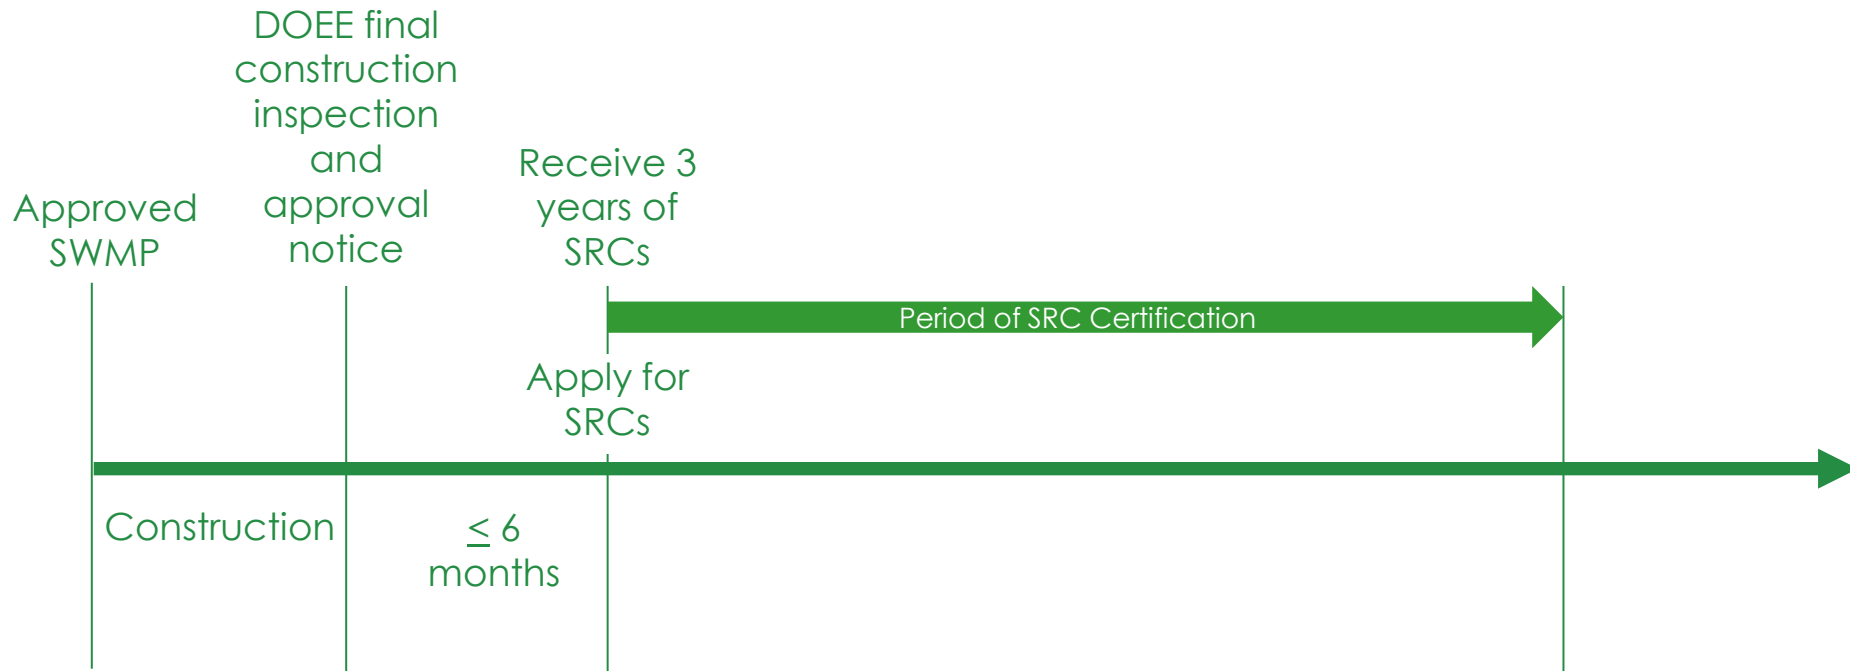 DOEE final
construction
inspection
and
approval
notice
Approved
SWMP
Receive 3
years of
SRCs
Period of SRC Certification
Apply for
SRCs
Construction
≤ 6
months